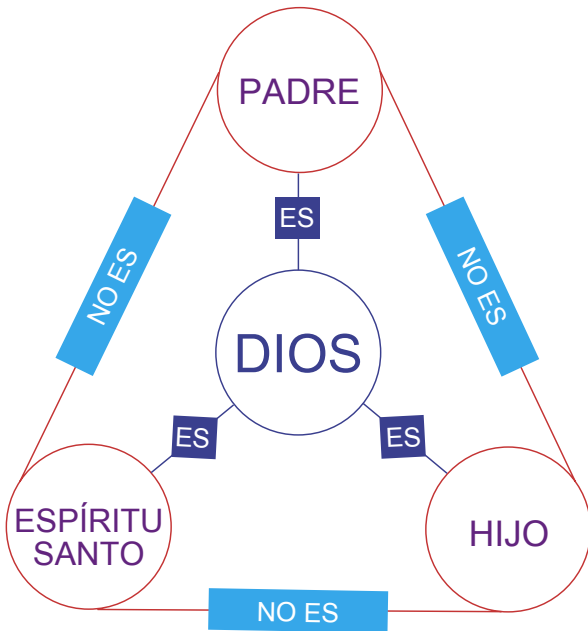 PADRE
ES
NO ES
NO ES
DIOS
ES
ES
ESPÍRITU
SANTO
HIJO
NO ES